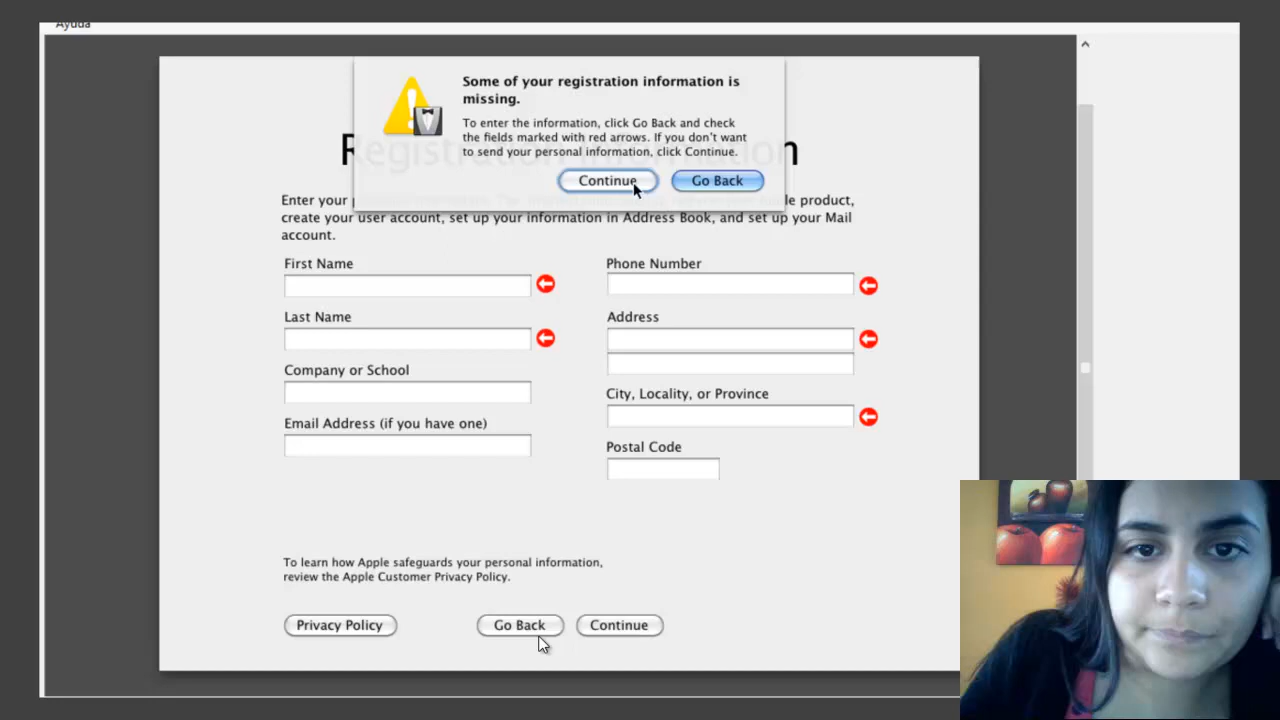 Ayuda
Some of your registration information is
missing.
To enter the information, click Go Back and check
the fields marked with red arrows. If you don't want
to send your personal information, click Continue.
Continue
Go Back
Registration Information
Enter your
le product,
create your user account, set up your information in Address Book, and set up your Mail
account.
First Name
Phone Number
Last Name
Address
Company or School
City, Locality, or Province
Email Address (if you have one)
Postal Code
To learn how Apple safeguards your personal information,
review the Apple Customer Privacy Policy.
Privacy Policy
Go Back
Continue